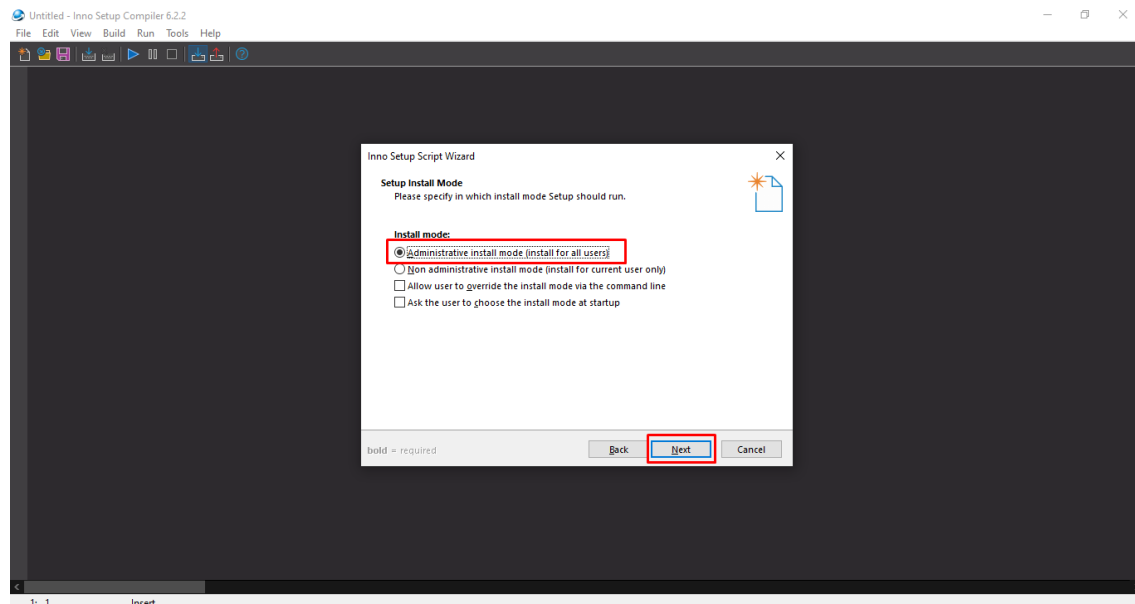 Untitled - Inno Setup Compiler 6.2.2
File Edit View Build Run Tools Help
Inno Setup Script Wizard
Setup Install Mode
Please specify in which install mode Setup should run.
Install mode:
Administrative install mode (install for all users)
Non administrative install mode (install for current user only)
Allow user to override the install mode via the command line
Ask the user to choose the install mode at startup
bold = required
Back Next Cancel
1: 1 Insert